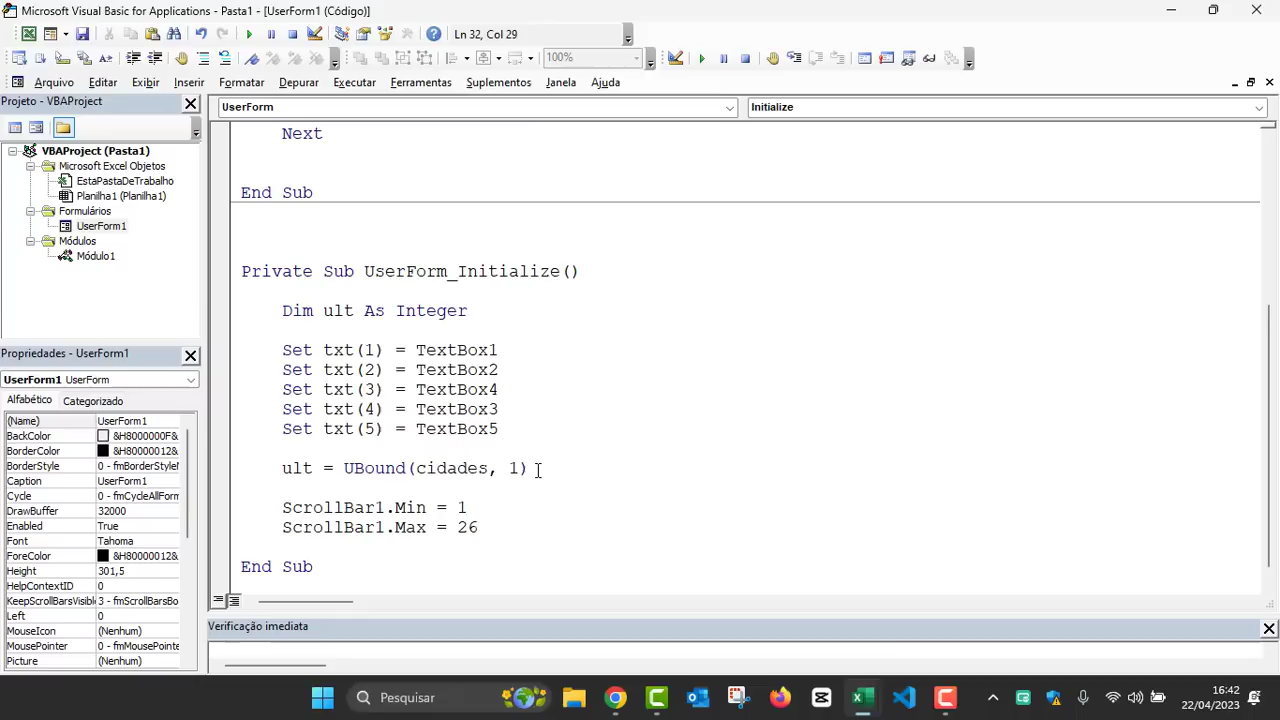 Microsoft Visual Basic for Applications - Pasta1 - [UserForm1 (Código)]
Ln 32, Col 29
100%
Arquivo Editar Exibir Inserir Formatar Depurar Executar Ferramentas Suplementos Janela Ajuda
Projeto - VBAProject
UserForm
Initialize
VBAProject (Pasta1)
Microsoft Excel Objetos
EstaPastaDeTrabalho
Planilha1 (Planilha1)
Formulários
UserForm1
Módulos
Módulo1
Next
End Sub
Private Sub UserForm_Initialize()
Dim ult As Integer
Set txt(1) = TextBox1
Set txt(2) = TextBox2
Set txt(3) = TextBox4
Set txt(4) = TextBox3
Set txt(5) = TextBox5
ult = UBound(cidades, 1)
ScrollBar1.Min = 1
ScrollBar1.Max = 26
End Sub
Propriedades - UserForm1
UserForm1 UserForm
Alfabético Categorizado
(Name) UserForm1
BackColor &H8000000F&
BorderColor &H80000012&
BorderStyle 0 - fmBorderStyle
Caption UserForm1
Cycle 0 - fmCycleAllForm
DrawBuffer 32000
Enabled True
Font Tahoma
ForeColor &H80000012&
Height 301,5
HelpContextID 0
KeepScrollBarsVisibl 3 - fmScrollBarsBo
Left 0
MouseIcon (Nenhum)
MousePointer 0 - fmMousePointe
Picture (Nenhum)
Verificação imediata
Pesquisar
16:42
22/04/2023